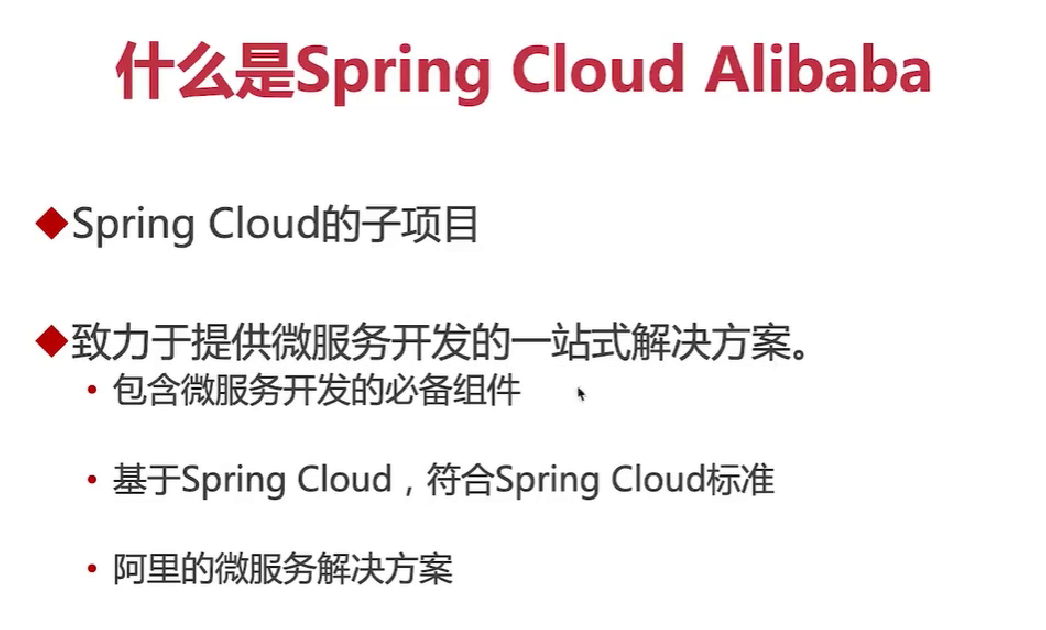 什么是Spring Cloud Alibaba
◆Spring Cloud的子项目
◆致力于提供微服务开发的一站式解决方案。
• 包含微服务开发的必备组件
• 基于Spring Cloud，符合Spring Cloud标准
• 阿里的微服务解决方案